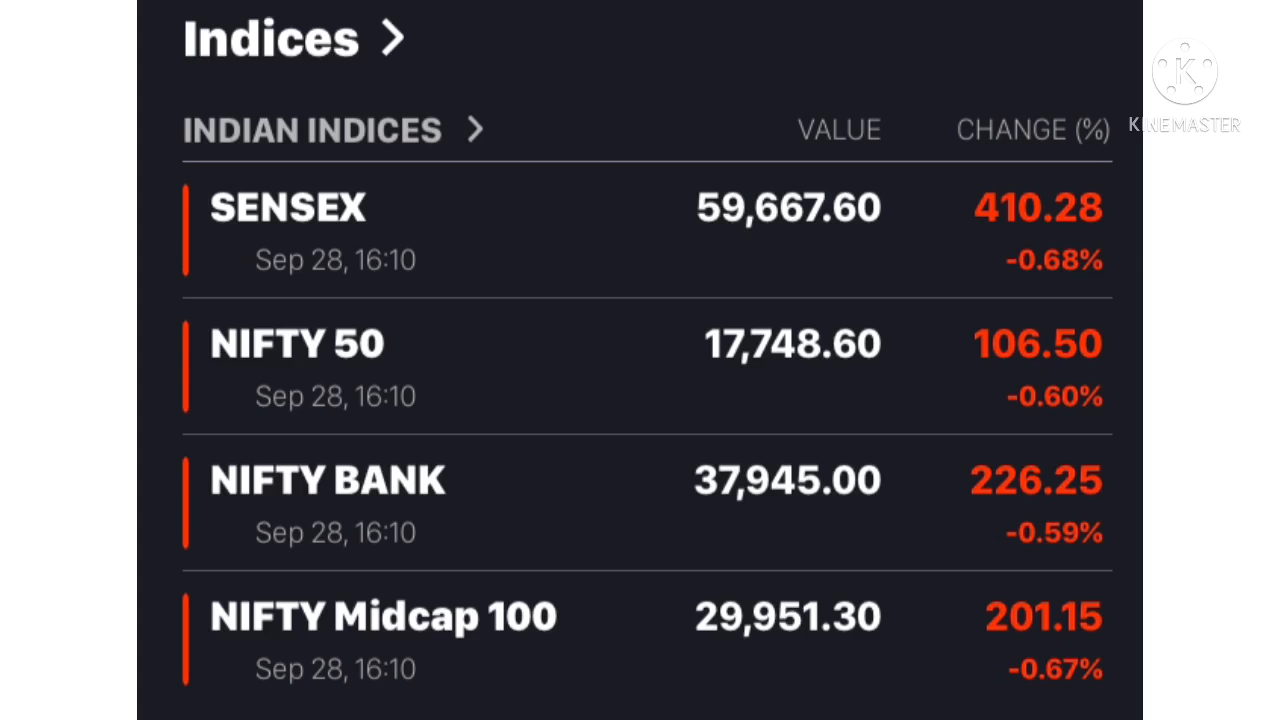 Indices >
INDIAN INDICES > VALUE CHANGE (%)
SENSEX 59,667.60 410.28
Sep 28, 16:10 -0.68%
NIFTY 50 17,748.60 106.50
Sep 28, 16:10 -0.60%
NIFTY BANK 37,945.00 226.25
Sep 28, 16:10 -0.59%
NIFTY Midcap 100 29,951.30 201.15
Sep 28, 16:10 -0.67%
K
KINEMASTER